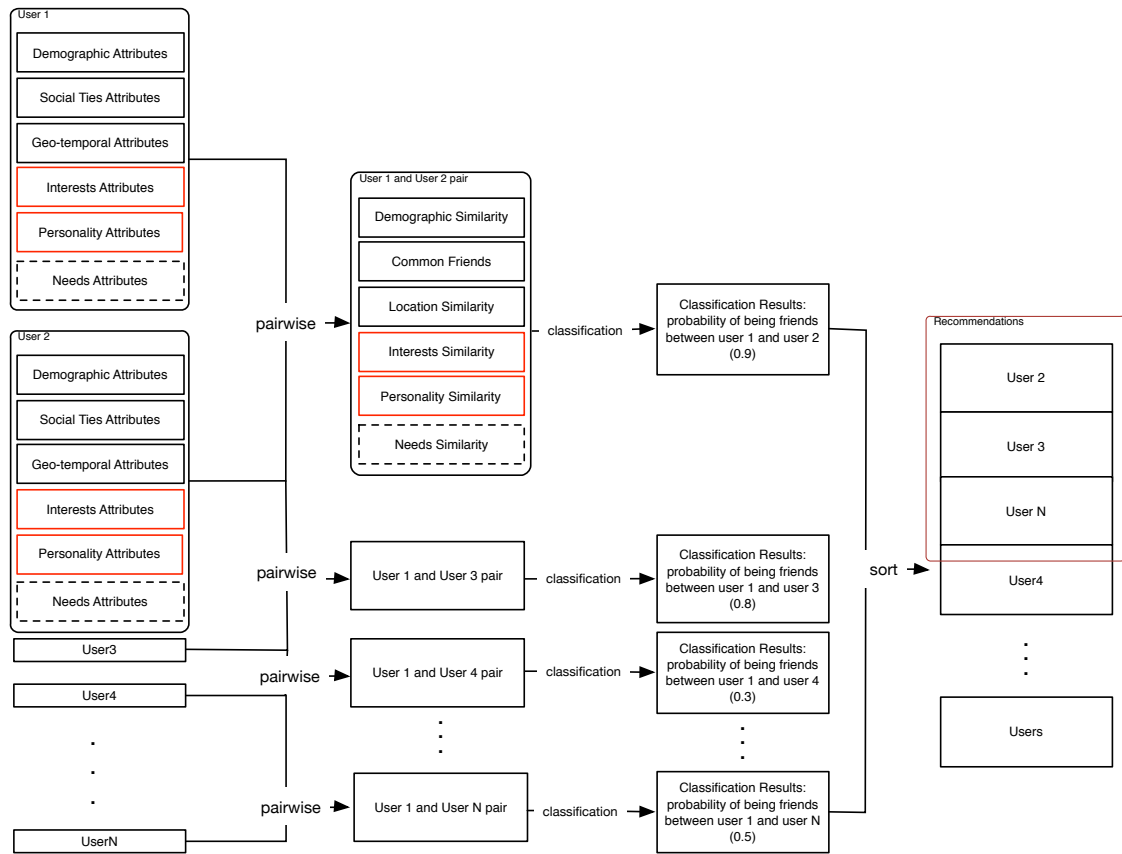 User 1
Demographic Attributes
Social Ties Attributes
Geo-temporal Attributes
Interests Attributes
Personality Attributes
Needs Attributes
User 2
Demographic Attributes
Social Ties Attributes
Geo-temporal Attributes
Interests Attributes
Personality Attributes
Needs Attributes
User3
User4
UserN
pairwise
pairwise
pairwise
pairwise
User 1 and User 2 pair
Demographic Similarity
Common Friends
Location Similarity
Interests Similarity
Personality Similarity
Needs Similarity
User 1 and User 3 pair
User 1 and User 4 pair
User 1 and User N pair
classification
classification
classification
classification
Classification Results:
probability of being friends
between user 1 and user 2
(0.9)
Classification Results:
probability of being friends
between user 1 and user 3
(0.8)
Classification Results:
probability of being friends
between user 1 and user 4
(0.3)
Classification Results:
probability of being friends
between user 1 and user N
(0.5)
sort
Recommendations
User 2
User 3
User N
User4
Users